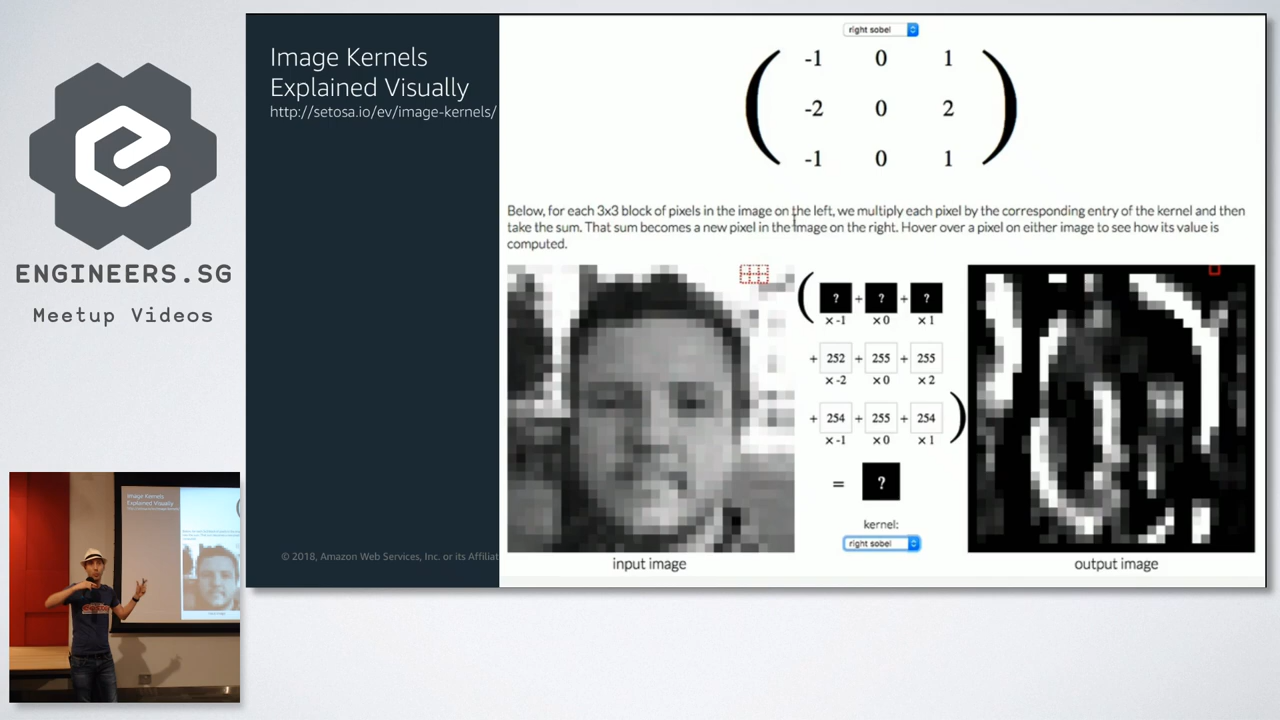 ENGINEERS.SG
Meetup Videos
Image Kernels
Explained Visually
http://setosa.io/ev/image-kernels/
© 2018, Amazon Web Services, Inc. or its Affiliat
right sobel
-1 0 1
-2 0 2
-1 0 1
Below, for each 3x3 block of pixels in the image on the left, we multiply each pixel by the corresponding entry of the kernel and then
take the sum. That sum becomes a new pixel in the image on the right. Hover over a pixel on either image to see how its value is
computed.
( ? + ? + ?
× -1 × 0 × 1
+ 252 + 255 + 255
× -2 × 0 × 2
+ 254 + 255 + 254 )
× -1 × 0 × 1
= ?
kernel:
right sobel
input image
output image
Image Kernels
Explained Visually